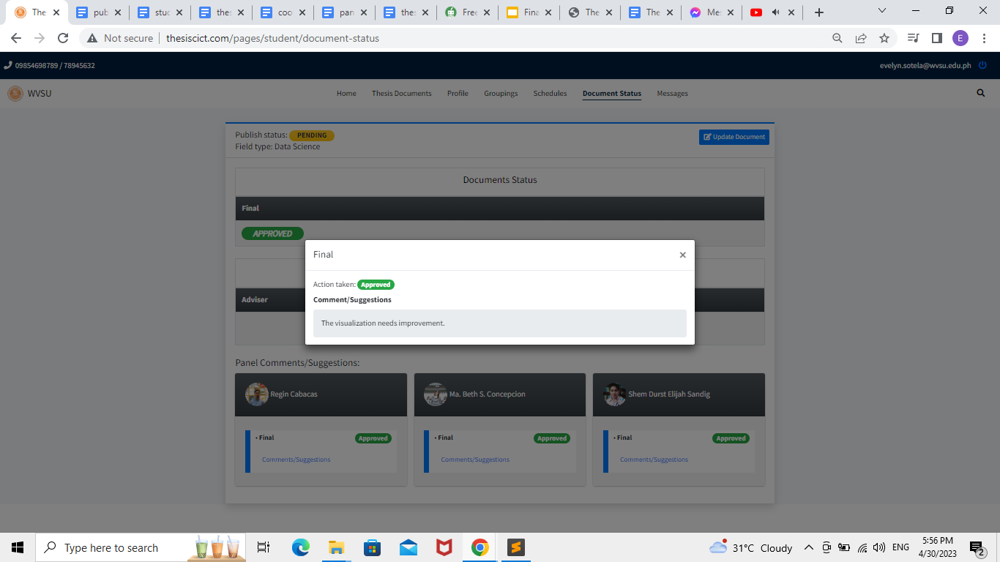 The
pub
stuc
thes
coo
pan
thes
Free
Fina
The
The
Mes
Not secure
thesiscict.com/pages/student/document-status
E
09854698789 / 78945632
evelyn.sotela@wvsu.edu.ph
WVSU
Home
Thesis Documents
Profile
Groupings
Schedules
Document Status
Messages
Publish status: PENDING
Update Document
Field type: Data Science
Documents Status
Final
APPROVED
Final
×
Action taken: Approved
Comment/Suggestions
The visualization needs improvement.
Adviser
Panel Comments/Suggestions:
Regin Cabacas
Ma. Beth S. Concepcion
Shem Durst Elijah Sandig
• Final
Approved
Comments/Suggestions
• Final
Approved
Comments/Suggestions
• Final
Approved
Comments/Suggestions
Type here to search
31°C Cloudy
ENG
5:56 PM
4/30/2023
2